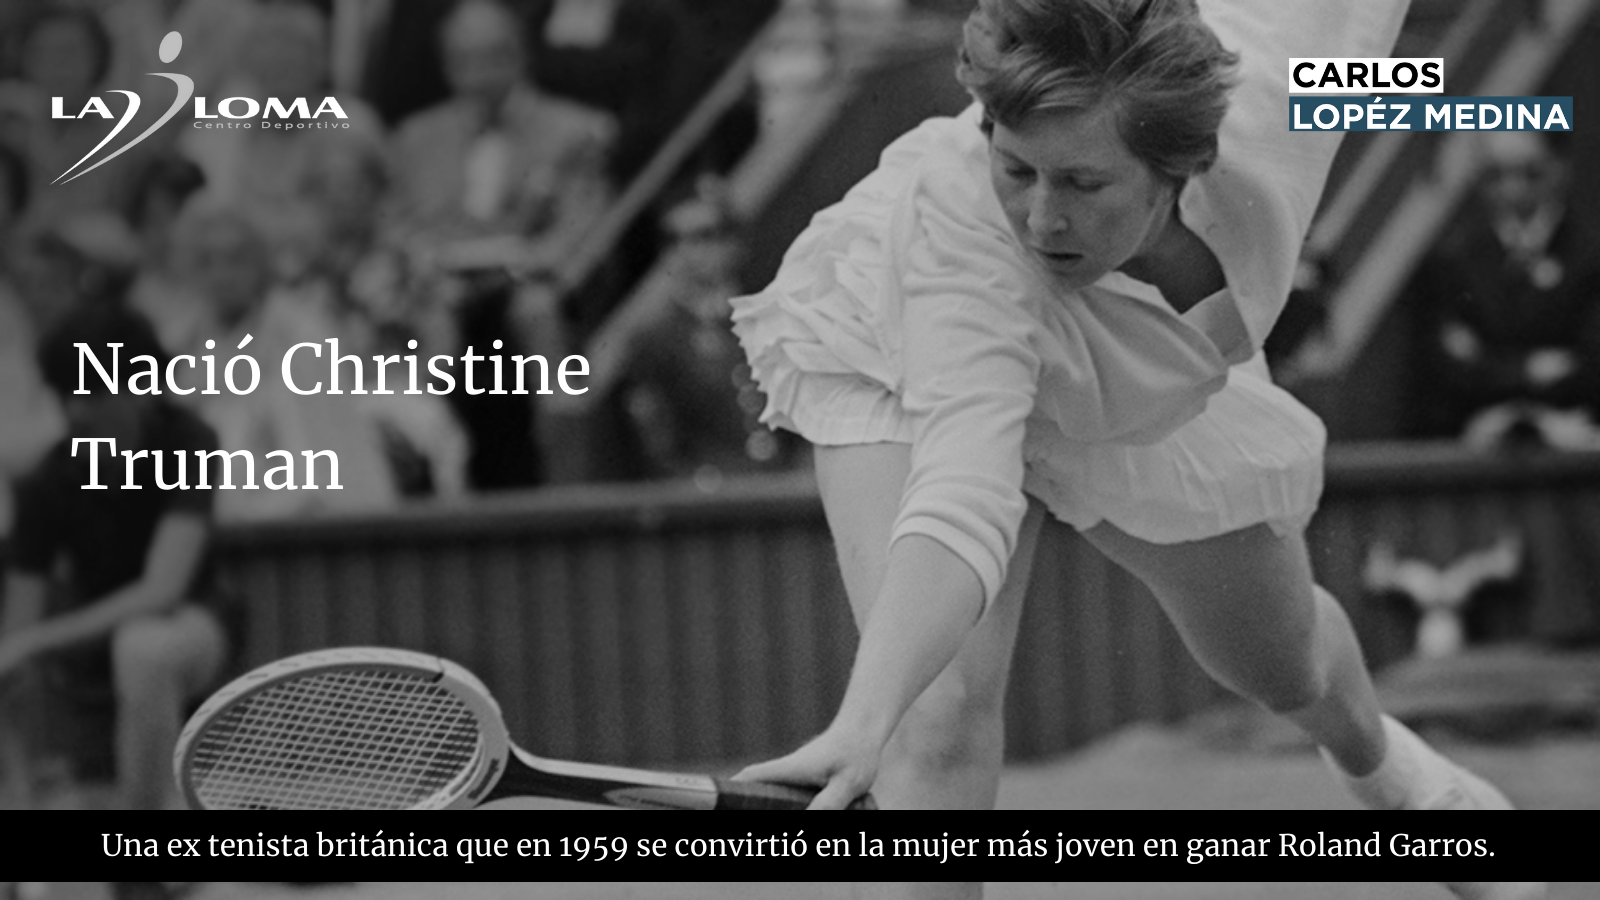 LA LOMA
Centro Deportivo
CARLOS
LOPÉZ MEDINA
Nació Christine
Truman
Una ex tenista británica que en 1959 se convirtió en la mujer más joven en ganar Roland Garros.